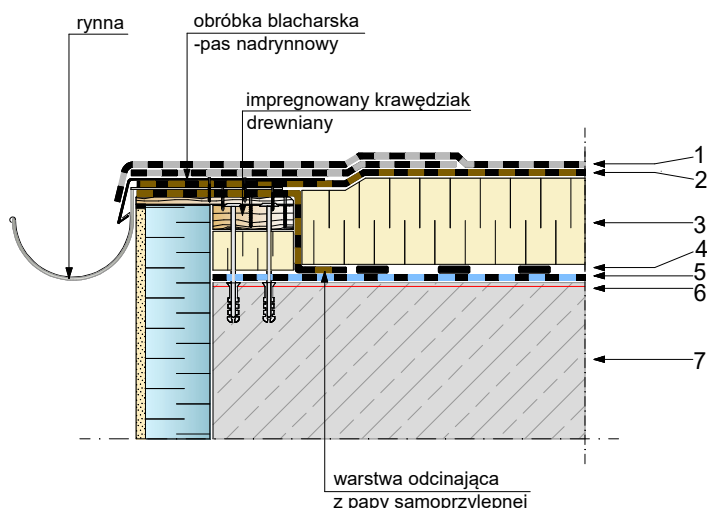 rynna
obróbka blacharska
-pas nadrynnowy
impregnowany krawędziak
drewniany
1
2
3
4
5
6
7
warstwa odcinająca
z papy samoprzylepnej